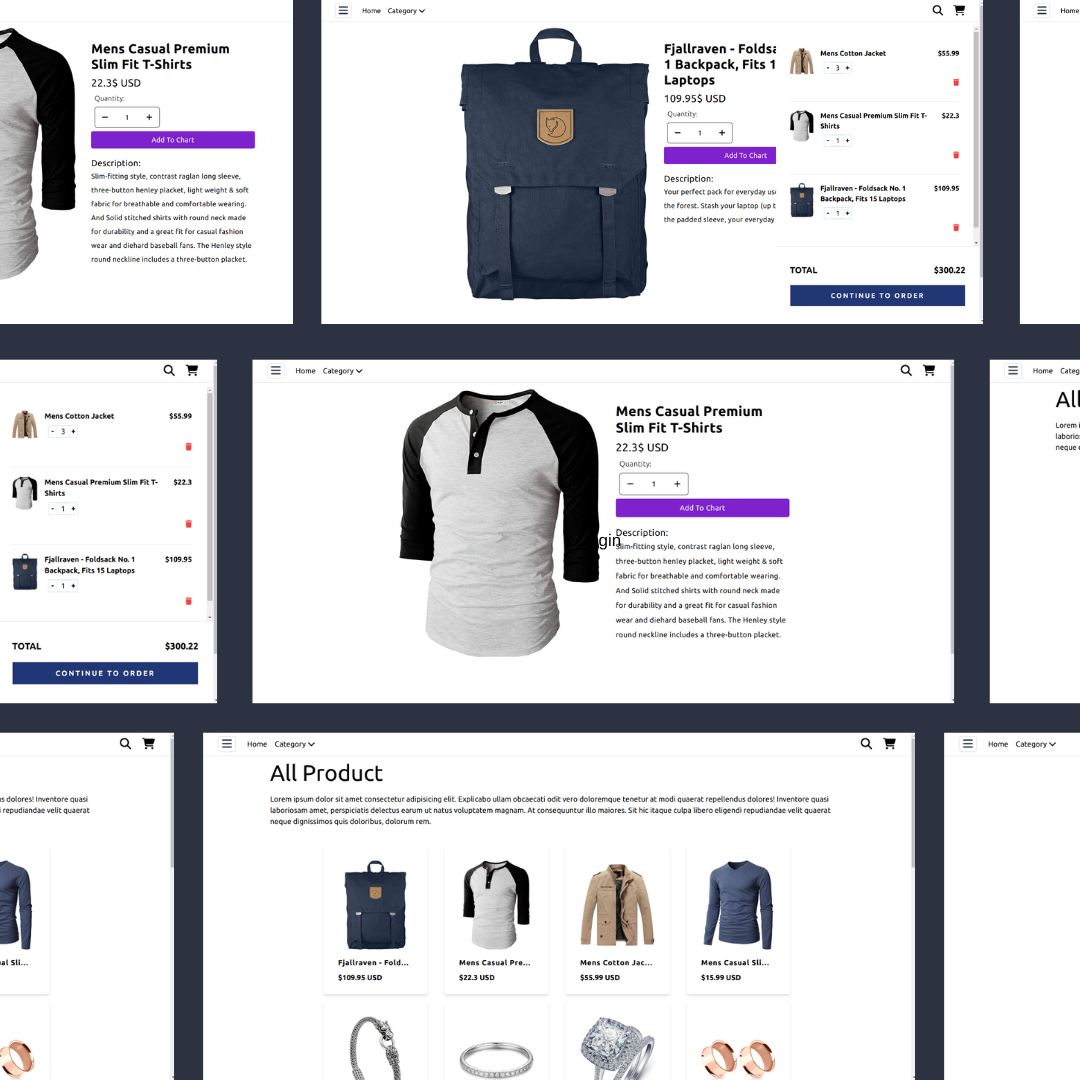 Mens Casual Premium
Slim Fit T-Shirts
22.3$ USD
Quantity:
− 1 +
Add To Chart
Description:
Slim-fitting style, contrast raglan long sleeve,
three-button henley placket, light weight & soft
fabric for breathable and comfortable wearing.
And Solid stitched shirts with round neck made
for durability and a great fit for casual fashion
wear and diehard baseball fans. The Henley style
round neckline includes a three-button placket.
Home Category
Fjallraven - Foldsa
1 Backpack, Fits 1
Laptops
109.95$ USD
Quantity:
− 1 +
Add To Chart
Description:
Your perfect pack for everyday use
the forest. Stash your laptop (up t
the padded sleeve, your everyday
Mens Cotton Jacket $55.99
- 3 +
Mens Casual Premium Slim Fit T- $22.3
Shirts
- 1 +
Fjallraven - Foldsack No. 1 $109.95
Backpack, Fits 15 Laptops
- 1 +
TOTAL $300.22
CONTINUE TO ORDER
Home
Mens Cotton Jacket $55.99
- 3 +
Mens Casual Premium Slim Fit T- $22.3
Shirts
- 1 +
Fjallraven - Foldsack No. 1 $109.95
Backpack, Fits 15 Laptops
- 1 +
TOTAL $300.22
CONTINUE TO ORDER
Home Category
Mens Casual Premium
Slim Fit T-Shirts
22.3$ USD
Quantity:
− 1 +
Add To Chart
Description:
gin
Slim-fitting style, contrast raglan long sleeve,
three-button henley placket, light weight & soft
fabric for breathable and comfortable wearing.
And Solid stitched shirts with round neck made
for durability and a great fit for casual fashion
wear and diehard baseball fans. The Henley style
round neckline includes a three-button placket.
Home Categ
All
Lorem i
laborios
neque d
s dolores! Inventore quasi
i repudiandae velit quaerat
al Sli...
Home Category
All Product
Lorem ipsum dolor sit amet consectetur adipisicing elit. Explicabo ullam obcaecati odit vero doloremque tenetur at modi quaerat repellendus dolores! Inventore quasi
laboriosam amet, perspiciatis delectus earum ut natus voluptatem magnam. At consequuntur illo maiores. Sit hic itaque culpa libero eligendi repudiandae velit quaerat
neque dignissimos quis doloribus, dolorum rem.
Fjallraven - Fold... Mens Casual Pre... Mens Cotton Jac... Mens Casual Sli...
$109.95 USD $22.3 USD $55.99 USD $15.99 USD
Home Category